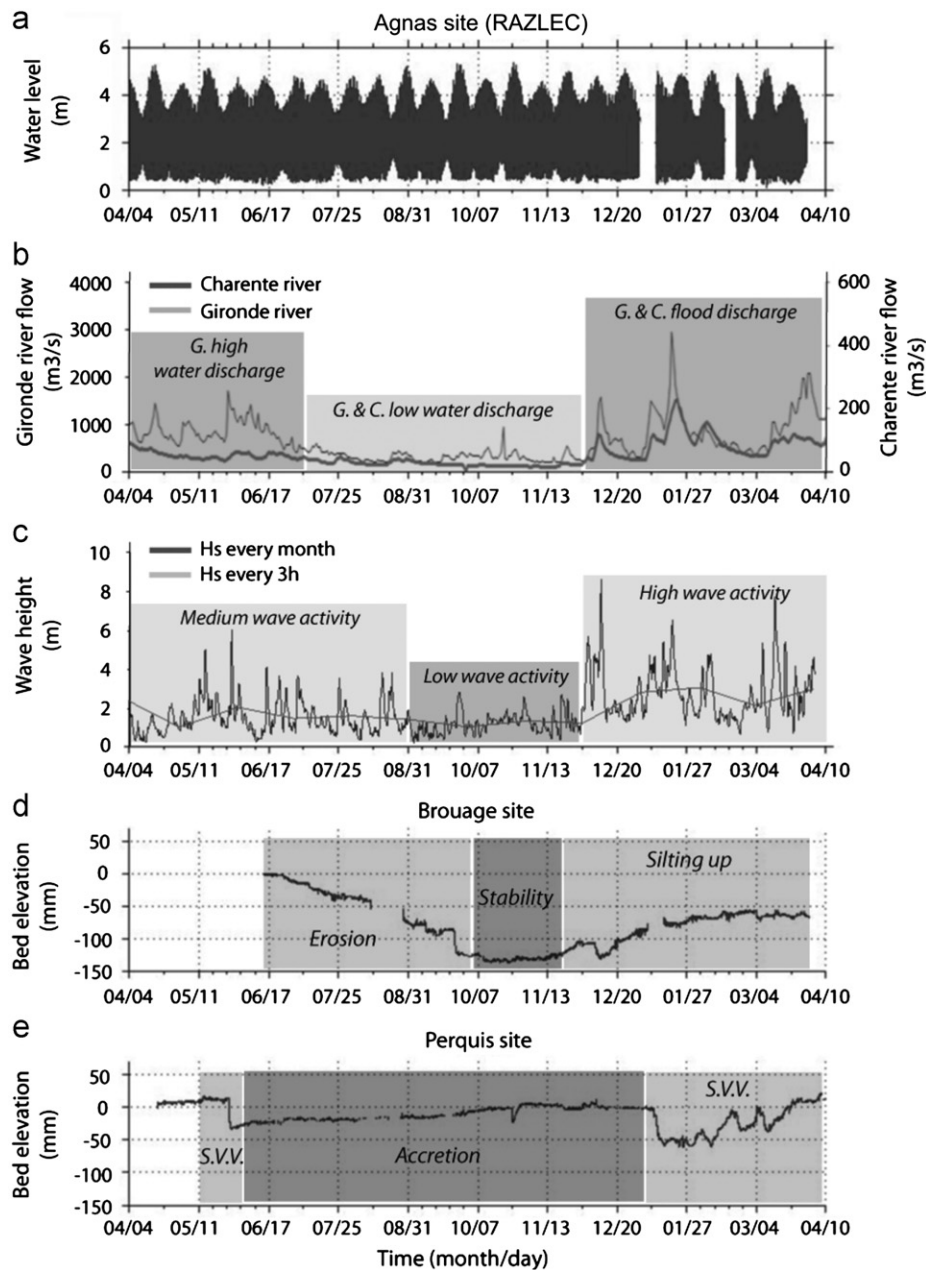 a
Agnas site (RAZLEC)
Water level
(m)
6
4
2
0
04/04 05/11 06/17 07/25 08/31 10/07 11/13 12/20 01/27 03/04 04/10
b
Gironde river flow
(m3/s)
4000
3000
2000
1000
0
Charente river
Gironde river
G. high
water discharge
G. & C. low water discharge
G. & C. flood discharge
600
400
200
0
Charente river flow
(m3/s)
04/04 05/11 06/17 07/25 08/31 10/07 11/13 12/20 01/27 03/04 04/10
c
Wave height
(m)
10
8
6
4
2
0
Hs every month
Hs every 3h
Medium wave activity
Low wave activity
High wave activity
04/04 05/11 06/17 07/25 08/31 10/07 11/13 12/20 01/27 03/04 04/10
d
Brouage site
Bed elevation
(mm)
50
0
-50
-100
-150
Erosion
Stability
Silting up
04/04 05/11 06/17 07/25 08/31 10/07 11/13 12/20 01/27 03/04 04/10
e
Perquis site
Bed elevation
(mm)
50
0
-50
-100
-150
S.V.V.
Accretion
S.V.V.
04/04 05/11 06/17 07/25 08/31 10/07 11/13 12/20 01/27 03/04 04/10
Time (month/day)